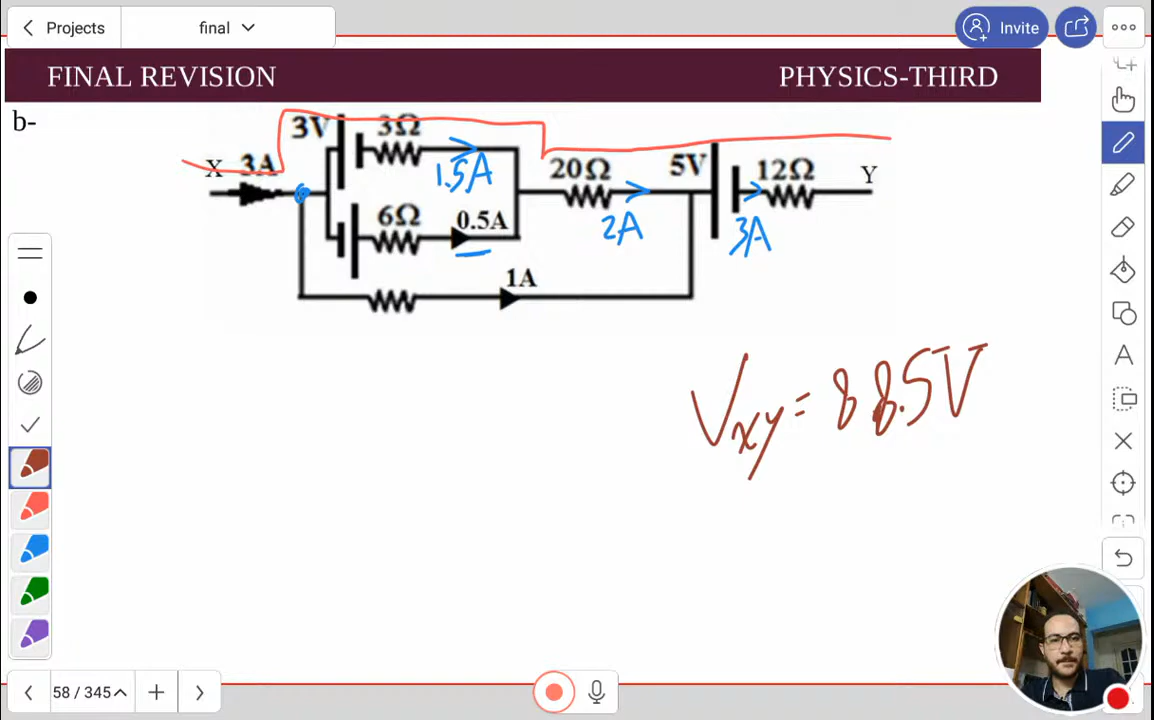 Projects
final
Invite
FINAL REVISION
PHYSICS-THIRD
b-
X 3A 3V 3Ω 20Ω 5V 12Ω Y
1.5A
6Ω 0.5A
2A 3A
1A
Vxy = 88.5V
A
58 / 345